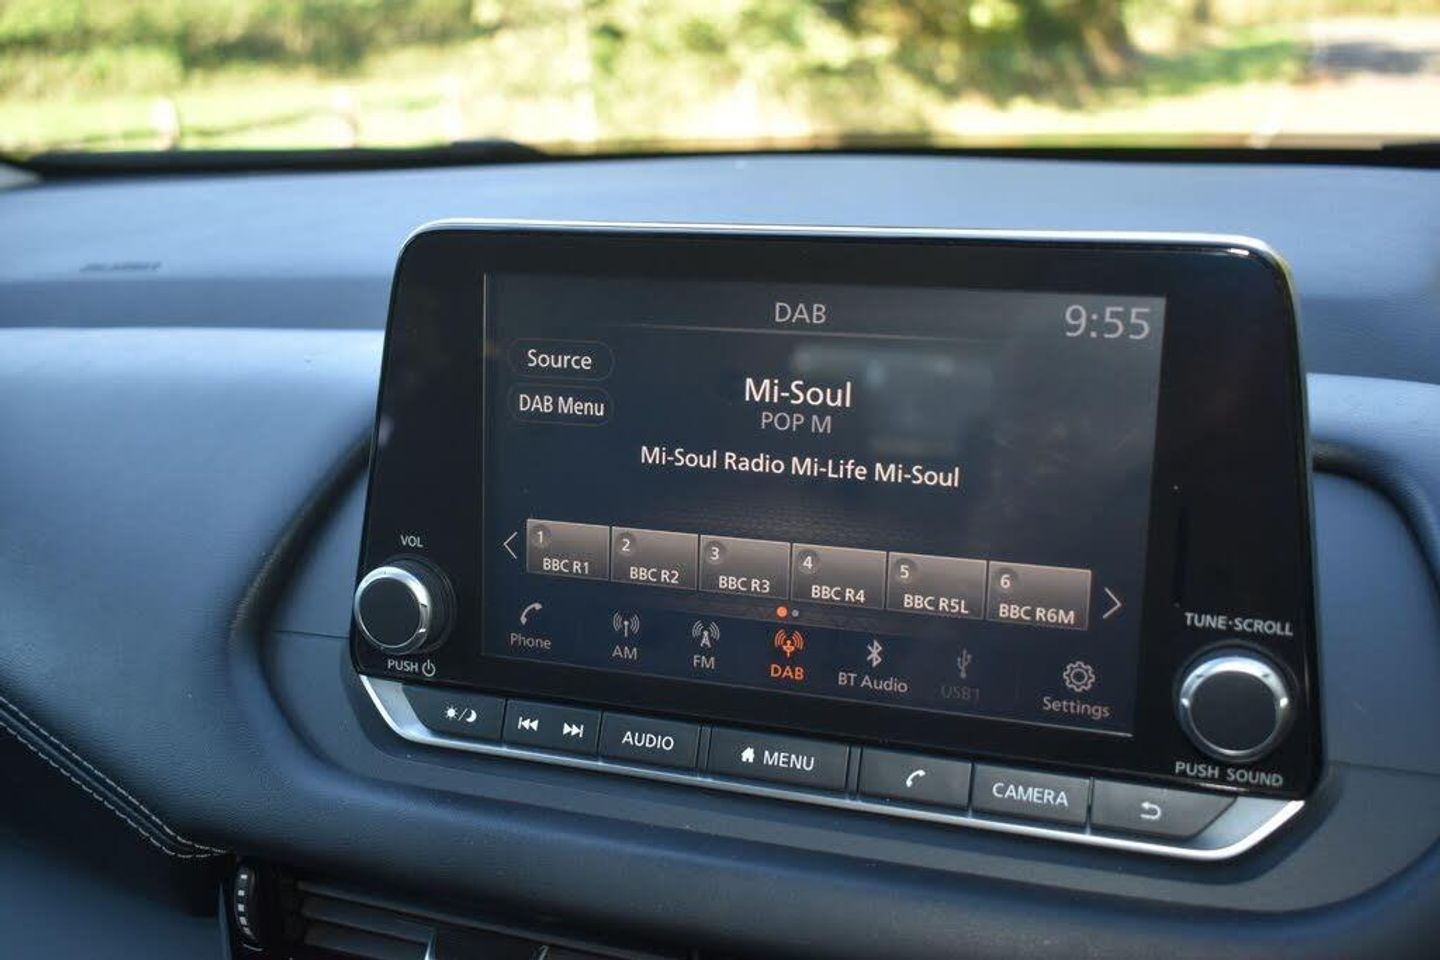 DAB
9:55
Source
DAB Menu
Mi-Soul
POP M
Mi-Soul Radio Mi-Life Mi-Soul
1
BBC R1
2
BBC R2
3
BBC R3
4
BBC R4
5
BBC R5L
6
BBC R6M
Phone
AM
FM
DAB
BT Audio
USB1
Settings
VOL
PUSH
TUNE·SCROLL
PUSH SOUND
AUDIO
MENU
CAMERA